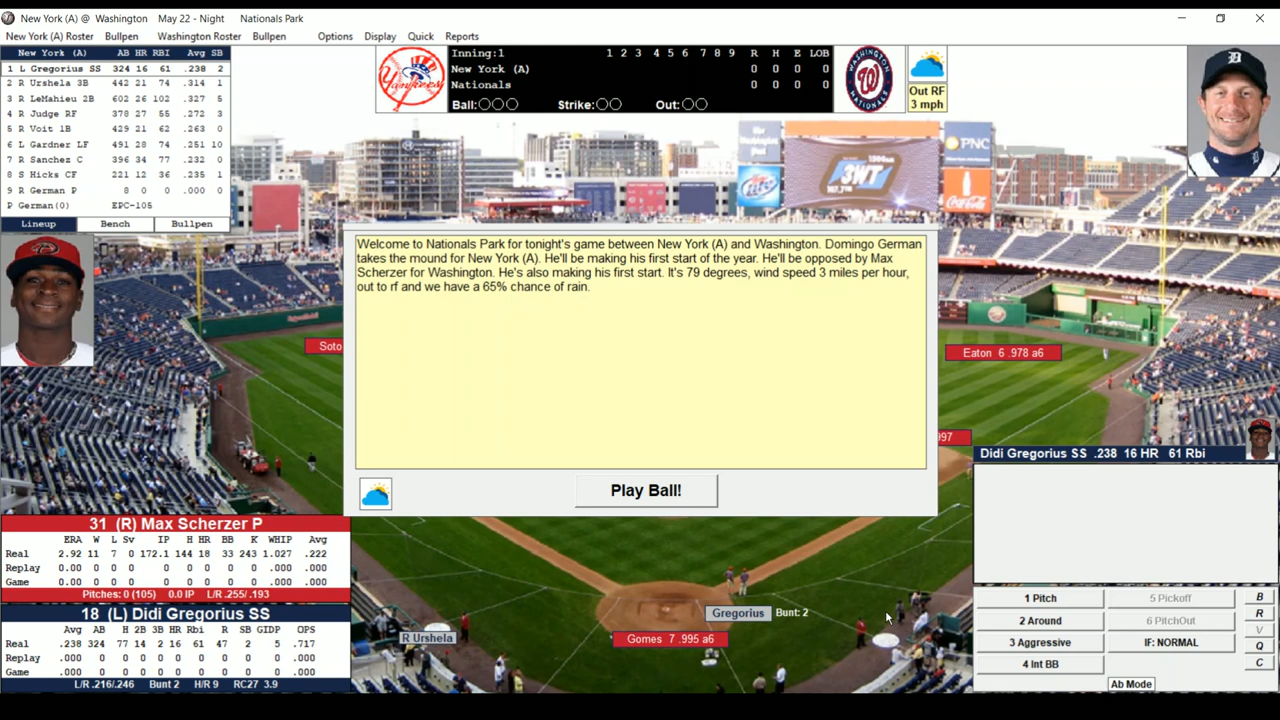 New York (A) @ Washington May 22 - Night Nationals Park
New York (A) Roster Bullpen Washington Roster Bullpen Options Display Quick Reports
New York (A) AB HR RBI Avg SB
1 L Gregorius SS 324 16 61 .238 2
2 R Urshela 3B 442 21 74 .314 1
3 R LeMahieu 2B 602 26 102 .327 5
4 R Judge RF 378 27 55 .272 3
5 R Voit 1B 429 21 62 .263 0
6 L Gardner LF 491 28 74 .251 10
7 R Sanchez C 396 34 77 .232 0
8 S Hicks CF 221 12 36 .235 1
9 R German P 8 0 0 .000 0
P German(0) EPC-105
Lineup Bench Bullpen
Yankees
Inning:1 1 2 3 4 5 6 7 8 9 R H E LOB
New York (A) 0 0 0 0
Nationals 0 0 0 0
Ball: Strike: Out:
WASHINGTON NATIONALS
Out RF
3 mph
D
PNC
3WT
107.7FM
Miller Lite
Coca-Cola
Welcome to Nationals Park for tonight's game between New York (A) and Washington. Domingo German
takes the mound for New York (A). He'll be making his first start of the year. He'll be opposed by Max
Scherzer for Washington. He's also making his first start. It's 79 degrees, wind speed 3 miles per hour,
out to rf and we have a 65% chance of rain.
Play Ball!
Soto
Eaton 6 .978 a6
997
Didi Gregorius SS .238 16 HR 61 Rbi
31 (R) Max Scherzer P
ERA W L Sv IP H HR BB K WHIP Avg
Real 2.92 11 7 0 172.1 144 18 33 243 1.027 .222
Replay 0.00 0 0 0 0.0 0 0 0 0 .000 .000
Game 0.00 0 0 0 0.0 0 0 0 0 .000 .000
Pitches: 0 (105) 0.0 IP L/R .255/.193
18 (L) Didi Gregorius SS
Avg AB H 2B 3B HR Rbi R SB GIDP OPS
Real .238 324 77 14 2 16 61 47 2 5 .717
Replay .000 0 0 0 0 0 0 0 0 0 .000
Game .000 0 0 0 0 0 0 0 0 0 .000
L/R .216/.246 Bunt 2 H/R 9 RC27 3.9
R Urshela
Gregorius Bunt: 2
Gomes 7 .995 a6
1 Pitch 5 Pickoff B
2 Around 6 PitchOut R
3 Aggressive IF: NORMAL V
Q
4 Int BB C
Ab Mode